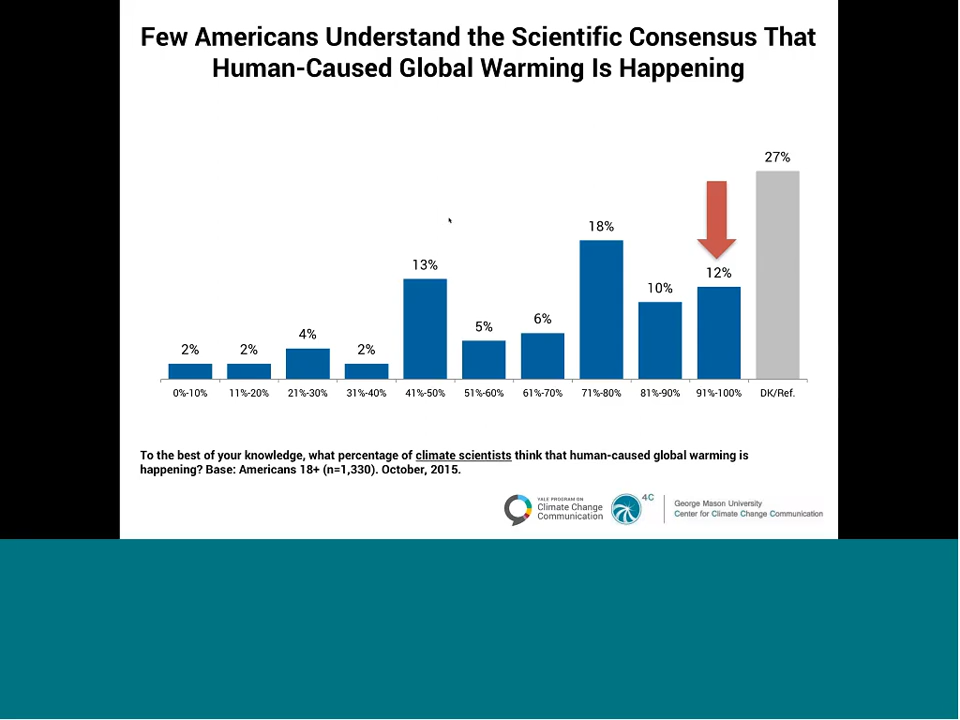 Few Americans Understand the Scientific Consensus That
Human-Caused Global Warming Is Happening
27%
18%
13%
12%
10%
6%
5%
4%
2%
2%
2%
0%-10%
11%-20%
21%-30%
31%-40%
41%-50%
51%-60%
61%-70%
71%-80%
81%-90%
91%-100%
DK/Ref.
To the best of your knowledge, what percentage of climate scientists think that human-caused global warming is
happening? Base: Americans 18+ (n=1,330). October, 2015.
YALE PROGRAM ON
Climate Change
Communication
4C
George Mason University
Center for Climate Change Communication